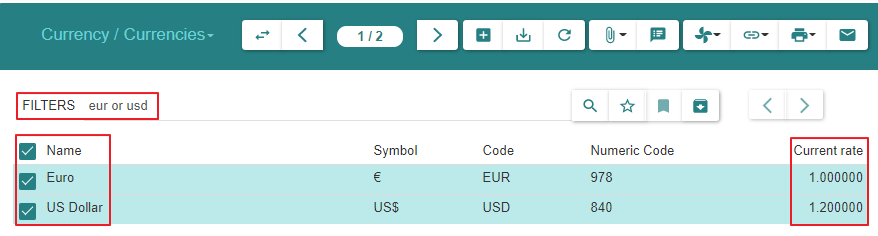 Currency / Currencies
1 / 2
FILTERS eur or usd
Name Symbol Code Numeric Code Current rate
Euro € EUR 978 1.000000
US Dollar US$ USD 840 1.200000